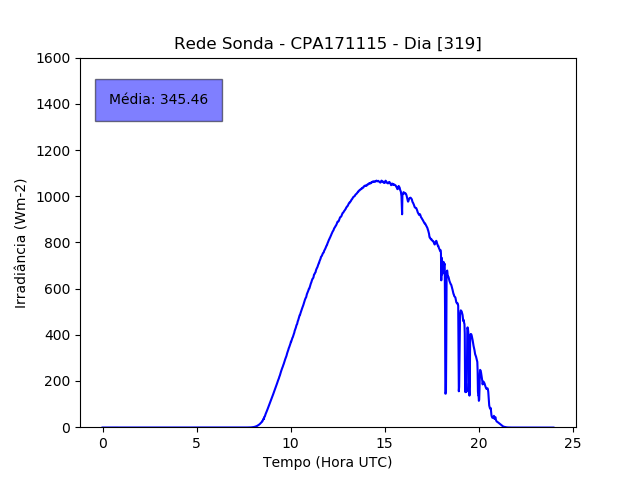 Rede Sonda - CPA171115 - Dia [319]
1600
1400
1200
1000
800
600
400
200
0
Média: 345.46
Irradiância (Wm-2)
0 5 10 15 20 25
Tempo (Hora UTC)